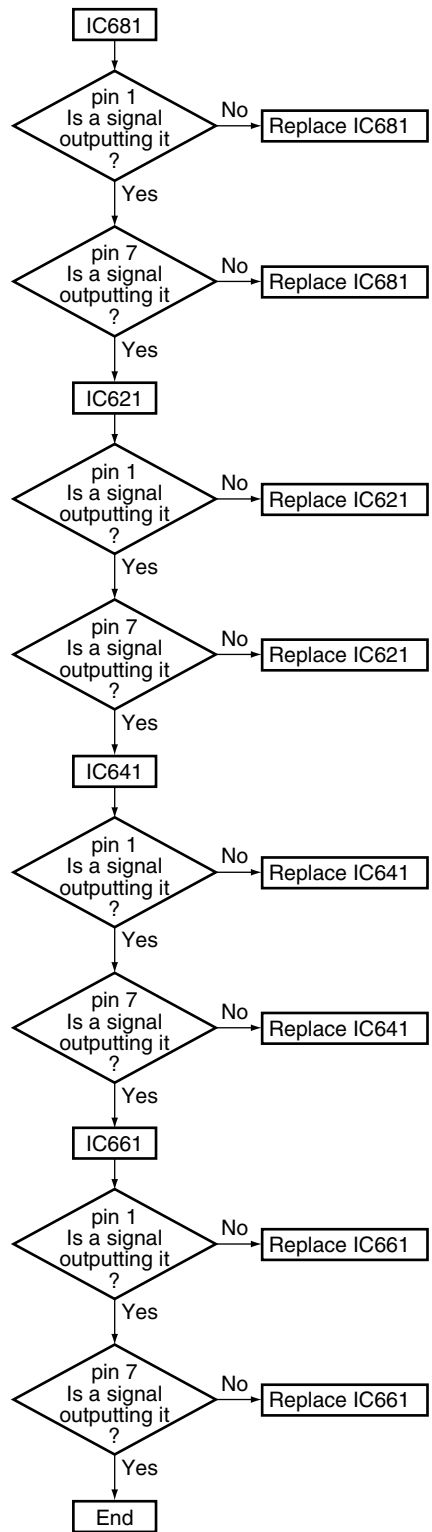 IC681
pin 1
Is a signal
outputting it
?
No
Replace IC681
Yes
pin 7
Is a signal
outputting it
?
No
Replace IC681
Yes
IC621
pin 1
Is a signal
outputting it
?
No
Replace IC621
Yes
pin 7
Is a signal
outputting it
?
No
Replace IC621
Yes
IC641
pin 1
Is a signal
outputting it
?
No
Replace IC641
Yes
pin 7
Is a signal
outputting it
?
No
Replace IC641
Yes
IC661
pin 1
Is a signal
outputting it
?
No
Replace IC661
Yes
pin 7
Is a signal
outputting it
?
No
Replace IC661
Yes
End